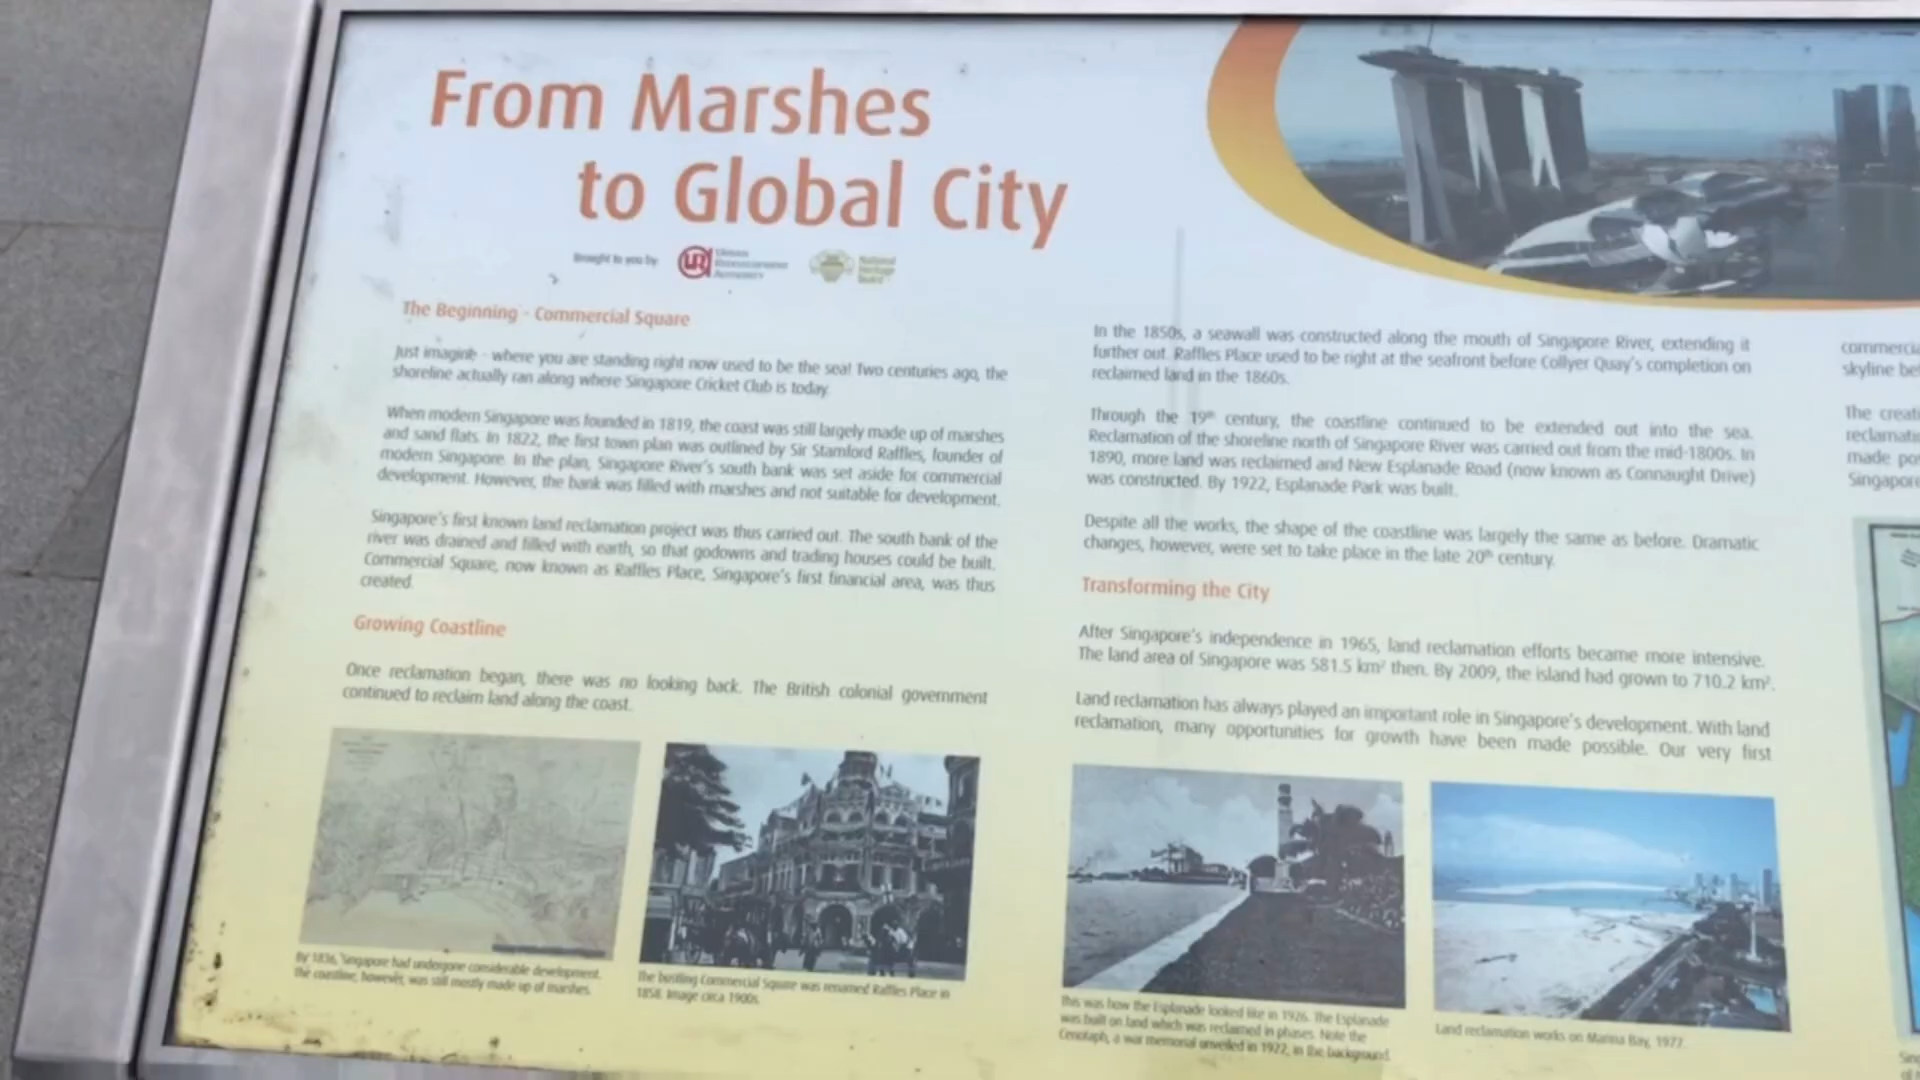 From Marshes
to Global City
Brought to you by
URA
Urban
Redevelopment
Authority
National
Heritage
Board
The Beginning - Commercial Square
Just imagine - where you are standing right now used to be the sea! Two centuries ago, the
shoreline actually ran along where Singapore Cricket Club is today.
When modern Singapore was founded in 1819, the coast was still largely made up of marshes
and sand flats. In 1822, the first town plan was outlined by Sir Stamford Raffles, founder of
modern Singapore. In the plan, Singapore River's south bank was set aside for commercial
development. However, the bank was filled with marshes and not suitable for development.
Singapore's first known land reclamation project was thus carried out. The south bank of the
river was drained and filled with earth, so that godowns and trading houses could be built.
Commercial Square, now known as Raffles Place, Singapore's first financial area, was thus
created.
Growing Coastline
Once reclamation began, there was no looking back. The British colonial government
continued to reclaim land along the coast.
By 1836, Singapore had undergone considerable development.
The coastline, however, was still mostly made up of marshes.
The bustling Commercial Square was renamed Raffles Place in
1858. Image circa 1900s.
In the 1850s, a seawall was constructed along the mouth of Singapore River, extending it
further out. Raffles Place used to be right at the seafront before Collyer Quay's completion on
reclaimed land in the 1860s.
Through the 19th century, the coastline continued to be extended out into the sea.
Reclamation of the shoreline north of Singapore River was carried out from the mid-1800s. In
1890, more land was reclaimed and New Esplanade Road (now known as Connaught Drive)
was constructed. By 1922, Esplanade Park was built.
Despite all the works, the shape of the coastline was largely the same as before. Dramatic
changes, however, were set to take place in the late 20th century.
Transforming the City
After Singapore's independence in 1965, land reclamation efforts became more intensive.
The land area of Singapore was 581.5 km² then. By 2009, the island had grown to 710.2 km².
Land reclamation has always played an important role in Singapore's development. With land
reclamation, many opportunities for growth have been made possible. Our very first
This was how the Esplanade looked like in 1926. The Esplanade
was built on land which was reclaimed in phases. Note the
Cenotaph, a war memorial unveiled in 1922, in the background.
Land reclamation works on Marina Bay, 1977.
commercia
skyline be
The creati
reclamati
made pos
Singapore